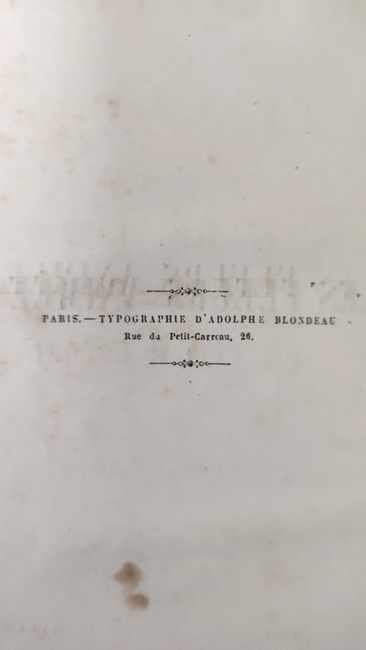 PARIS. — TYPOGRAPHIE D'ADOLPHE BLONDEAU
Rue du Petit-Carreau, 26.